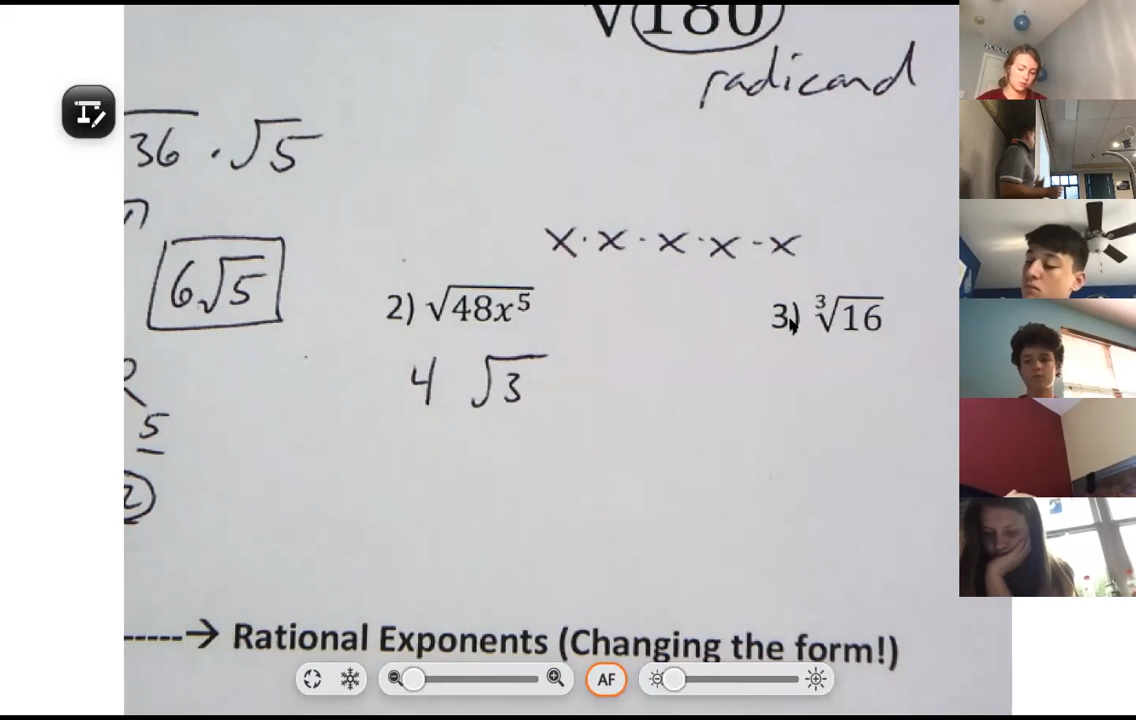 √180
radicand
36 · √5
6√5
x · x · x · x · x
2) √48x⁵
3) ∛16
4 √3
5
2
-----→ Rational Exponents (Changing the form!)
AF